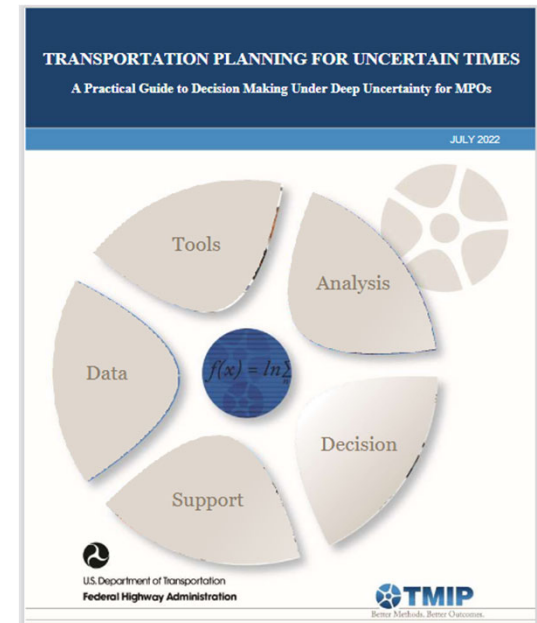 TRANSPORTATION PLANNING FOR UNCERTAIN TIMES
A Practical Guide to Decision Making Under Deep Uncertainty for MPOs
JULY 2022
Tools
Analysis
Data
f(x) = ln∑
n
Decision
Support
U.S. Department of Transportation
Federal Highway Administration
TMIP
Better Methods. Better Outcomes.